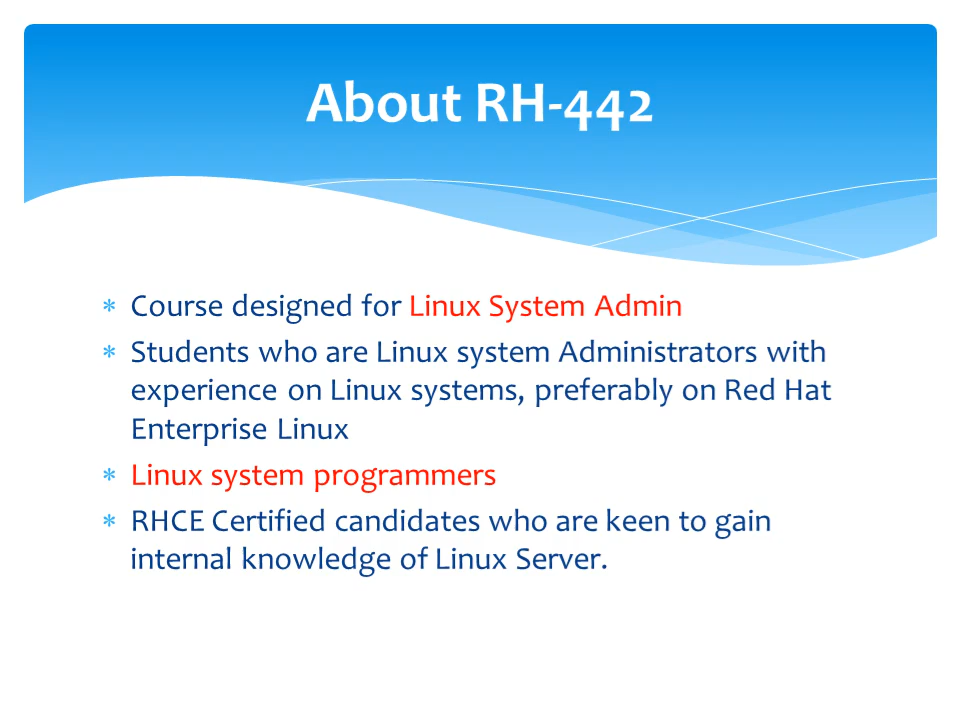 About RH-442
* Course designed for Linux System Admin
* Students who are Linux system Administrators with
experience on Linux systems, preferably on Red Hat
Enterprise Linux
* Linux system programmers
* RHCE Certified candidates who are keen to gain
internal knowledge of Linux Server.